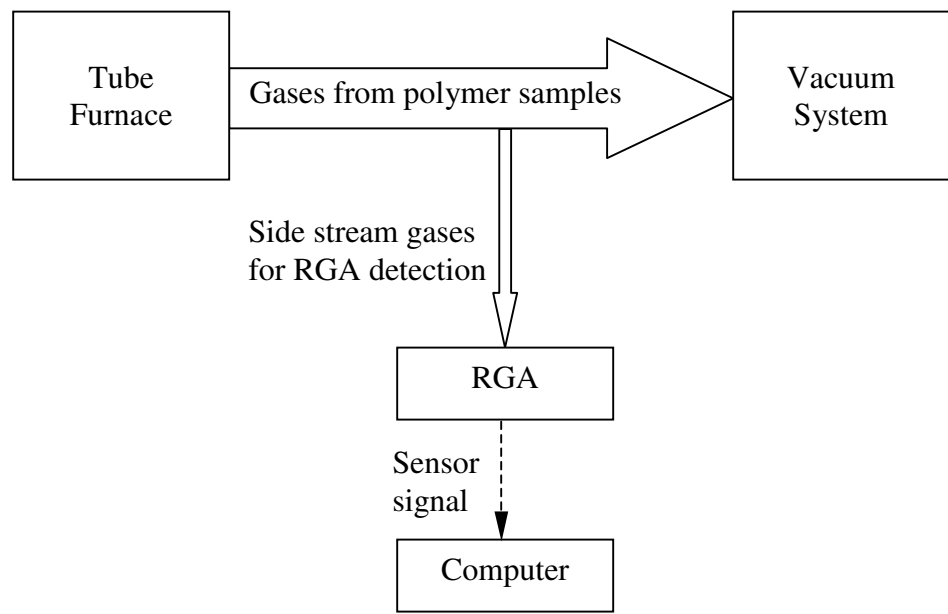 Tube
Furnace
Gases from polymer samples
Vacuum
System
Side stream gases
for RGA detection
RGA
Sensor
signal
Computer